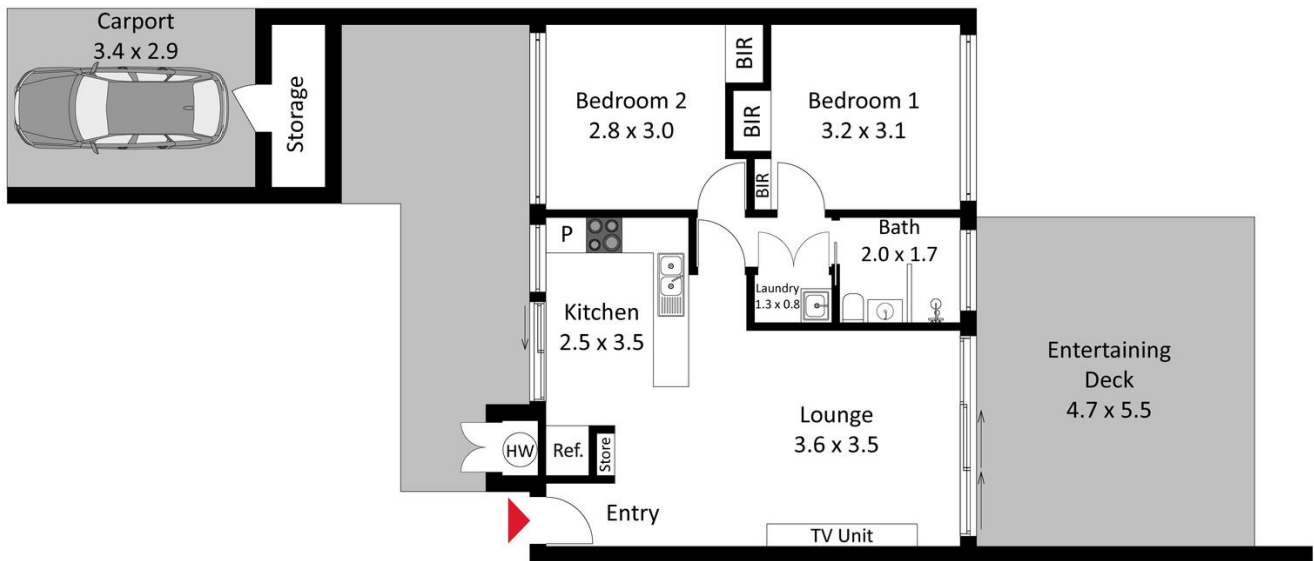 Carport
3.4 x 2.9
Storage
Bedroom 2
2.8 x 3.0
BIR
BIR
BIR
Bedroom 1
3.2 x 3.1
P
Kitchen
2.5 x 3.5
Laundry
1.3 x 0.8
Bath
2.0 x 1.7
Entertaining
Deck
4.7 x 5.5
Lounge
3.6 x 3.5
HW
Ref.
Store
Entry
TV Unit